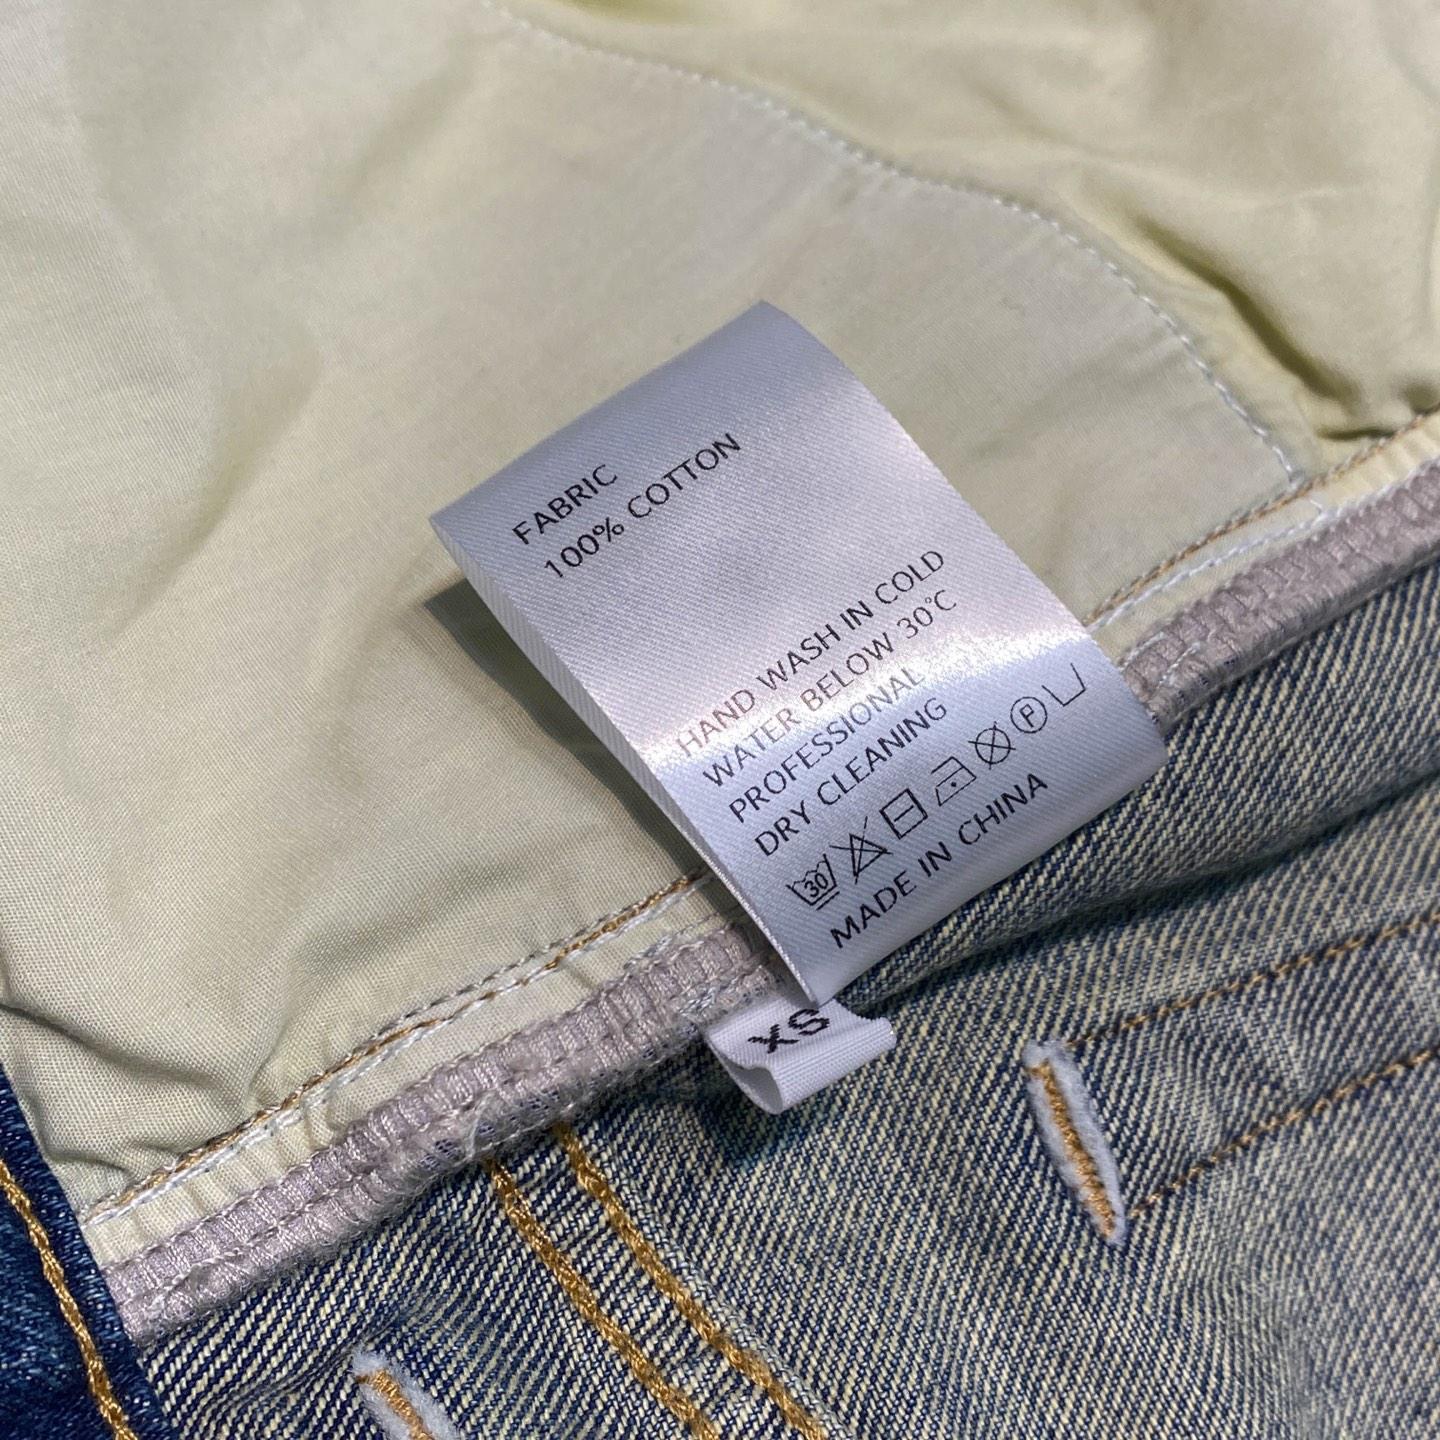 FABRIC
100% COTTON
HAND WASH IN COLD
WATER BELOW 30°C
PROFESSIONAL
DRY CLEANING
30 P
MADE IN CHINA
XS